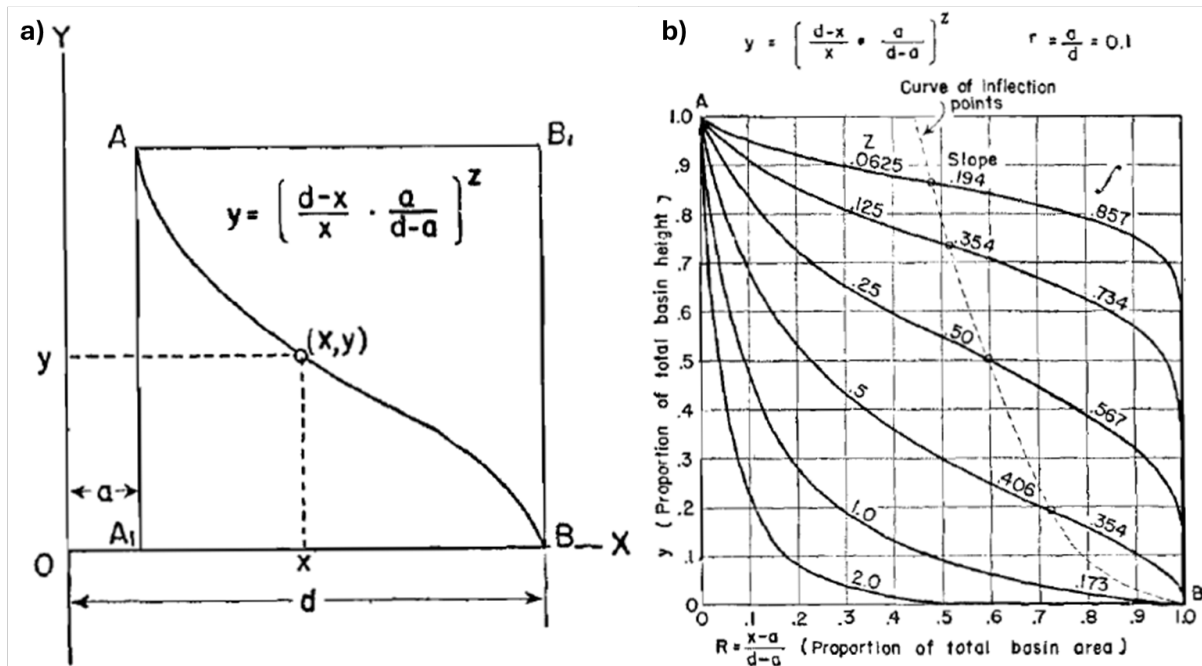 a)
Y
A
B₁
y = [ d-x / x · a / d-a ]^z
y
(x,y)
a
A₁
B
X
O
x
d
b)
y = [ d-x / x • a / d-a ]^z
r = a / d = 0.1
Curve of inflection
points
A
1.0
.9
.8
.7
.6
.5
.4
.3
.2
.1
0
y ( Proportion of total basin height )
Z
.0625
Slope
.194
∫
.857
.125
.354
.734
.25
.50
.567
.5
.406
.354
1.0
.173
2.0
B
0 .1 .2 .3 .4 .5 .6 .7 .8 .9 1.0
R = x-a / d-a ( Proportion of total basin area )